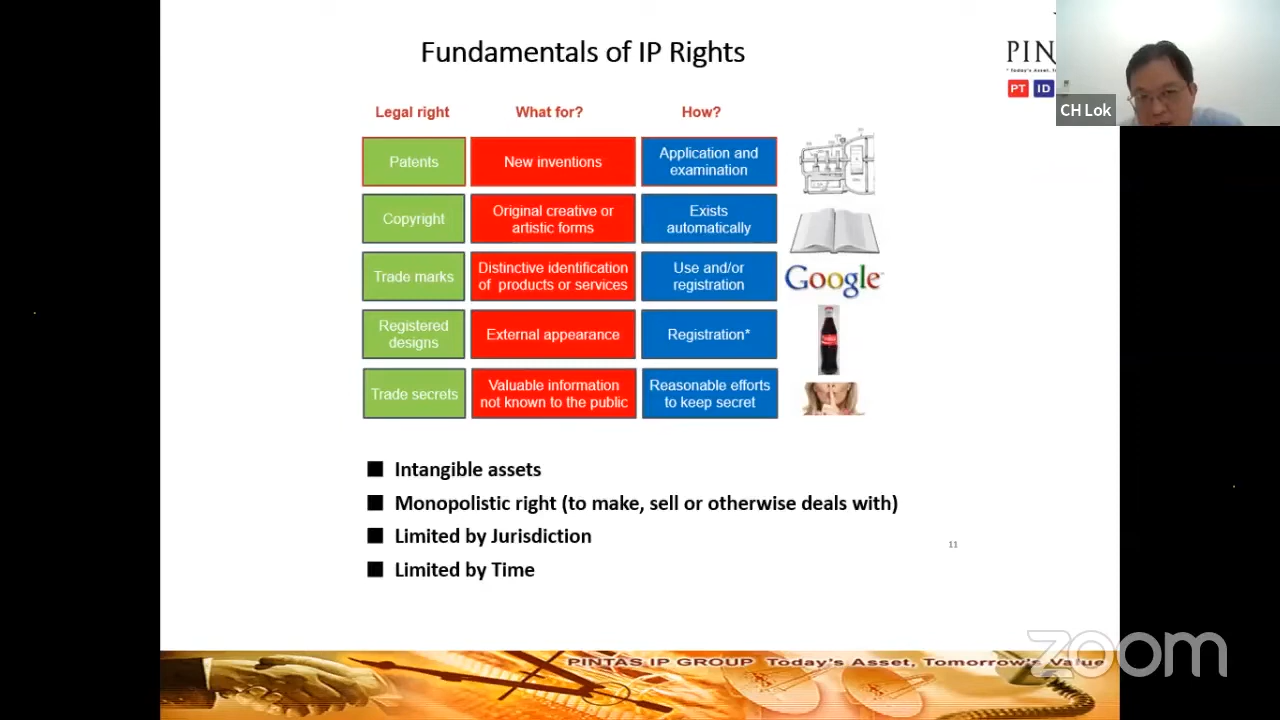 Fundamentals of IP Rights
PIN
PT ID
CH Lok
Legal right What for? How?
Patents New inventions Application and
examination
Copyright Original creative or
artistic forms Exists
automatically
Trade marks Distinctive identification
of products or services Use and/or
registration
Google
Registered
designs External appearance Registration*
Trade secrets Valuable information
not known to the public Reasonable efforts
to keep secret
Intangible assets
Monopolistic right (to make, sell or otherwise deals with)
Limited by Jurisdiction
Limited by Time
11
zoom
PINTAS IP GROUP Today's Asset, Tomorrow's Value